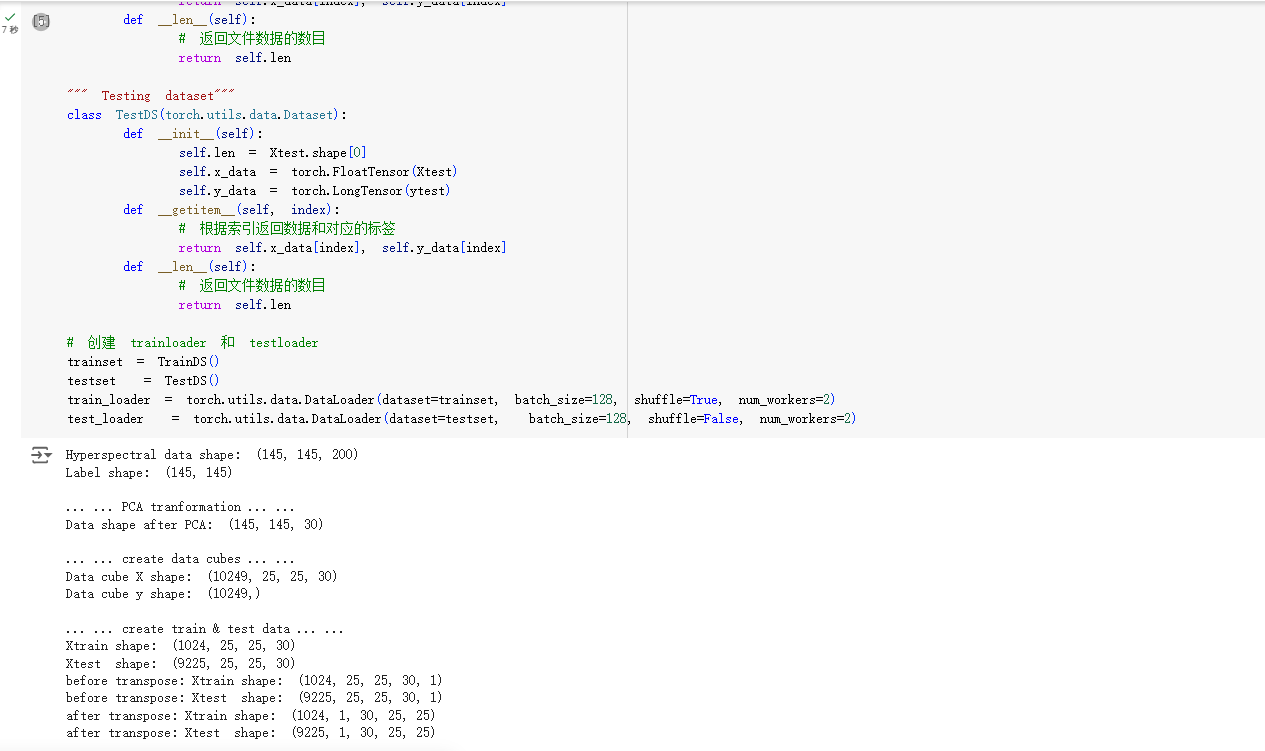 return self.x_data[index], self.y_data[index]
7 秒
def __len__(self):
# 返回文件数据的数目
return self.len
""" Testing dataset"""
class TestDS(torch.utils.data.Dataset):
def __init__(self):
self.len = Xtest.shape[0]
self.x_data = torch.FloatTensor(Xtest)
self.y_data = torch.LongTensor(ytest)
def __getitem__(self, index):
# 根据索引返回数据和对应的标签
return self.x_data[index], self.y_data[index]
def __len__(self):
# 返回文件数据的数目
return self.len
# 创建 trainloader 和 testloader
trainset = TrainDS()
testset = TestDS()
train_loader = torch.utils.data.DataLoader(dataset=trainset, batch_size=128, shuffle=True, num_workers=2)
test_loader = torch.utils.data.DataLoader(dataset=testset, batch_size=128, shuffle=False, num_workers=2)
Hyperspectral data shape: (145, 145, 200)
Label shape: (145, 145)
... ... PCA tranformation ... ...
Data shape after PCA: (145, 145, 30)
... ... create data cubes ... ...
Data cube X shape: (10249, 25, 25, 30)
Data cube y shape: (10249,)
... ... create train & test data ... ...
Xtrain shape: (1024, 25, 25, 30)
Xtest shape: (9225, 25, 25, 30)
before transpose: Xtrain shape: (1024, 25, 25, 30, 1)
before transpose: Xtest shape: (9225, 25, 25, 30, 1)
after transpose: Xtrain shape: (1024, 1, 30, 25, 25)
after transpose: Xtest shape: (9225, 1, 30, 25, 25)